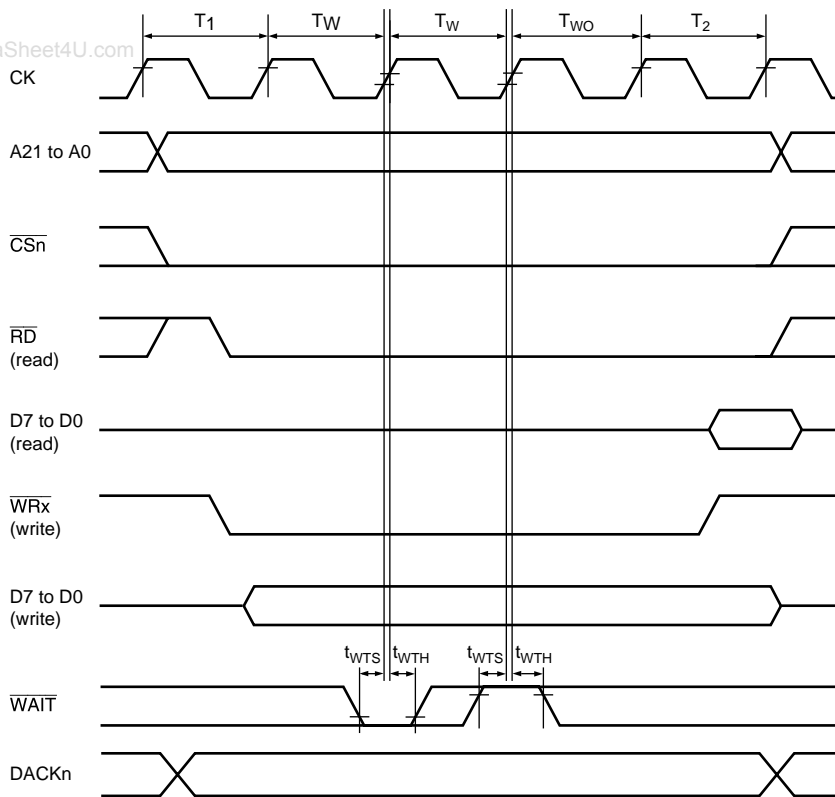 aSheet4U.com
T1 TW TW TWO T2
CK
A21 to A0
CSn
RD
(read)
D7 to D0
(read)
WRx
(write)
D7 to D0
(write)
tWTS tWTH tWTS tWTH
WAIT
DACKn